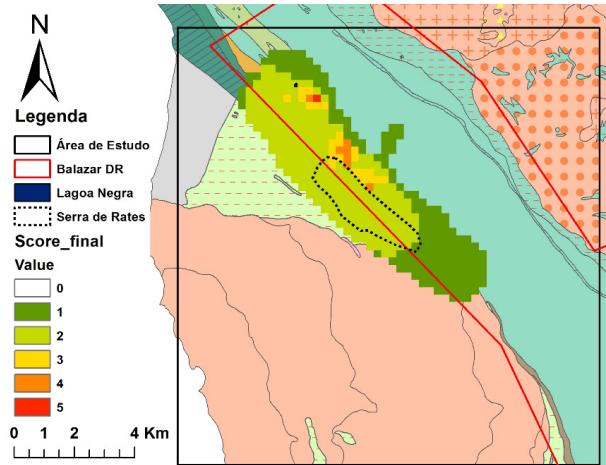 N
Legenda
Área de Estudo
Balazar DR
Lagoa Negra
Serra de Rates
Score_final
Value
0
1
2
3
4
5
0 1 2 4 Km